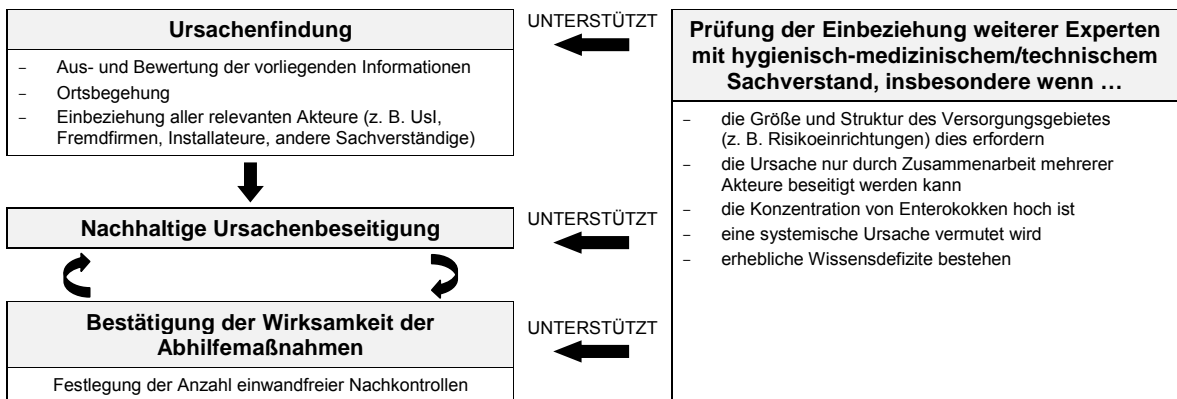 Ursachenfindung
– Aus- und Bewertung der vorliegenden Informationen
– Ortsbegehung
– Einbeziehung aller relevanten Akteure (z. B. UsI,
Fremdfirmen, Installateure, andere Sachverständige)
UNTERSTÜTZT
Nachhaltige Ursachenbeseitigung
UNTERSTÜTZT
Bestätigung der Wirksamkeit der
Abhilfemaßnahmen
Festlegung der Anzahl einwandfreier Nachkontrollen
UNTERSTÜTZT
Prüfung der Einbeziehung weiterer Experten
mit hygienisch-medizinischem/technischem
Sachverstand, insbesondere wenn …
– die Größe und Struktur des Versorgungsgebietes
(z. B. Risikoeinrichtungen) dies erfordern
– die Ursache nur durch Zusammenarbeit mehrerer
Akteure beseitigt werden kann
– die Konzentration von Enterokokken hoch ist
– eine systemische Ursache vermutet wird
– erhebliche Wissensdefizite bestehen